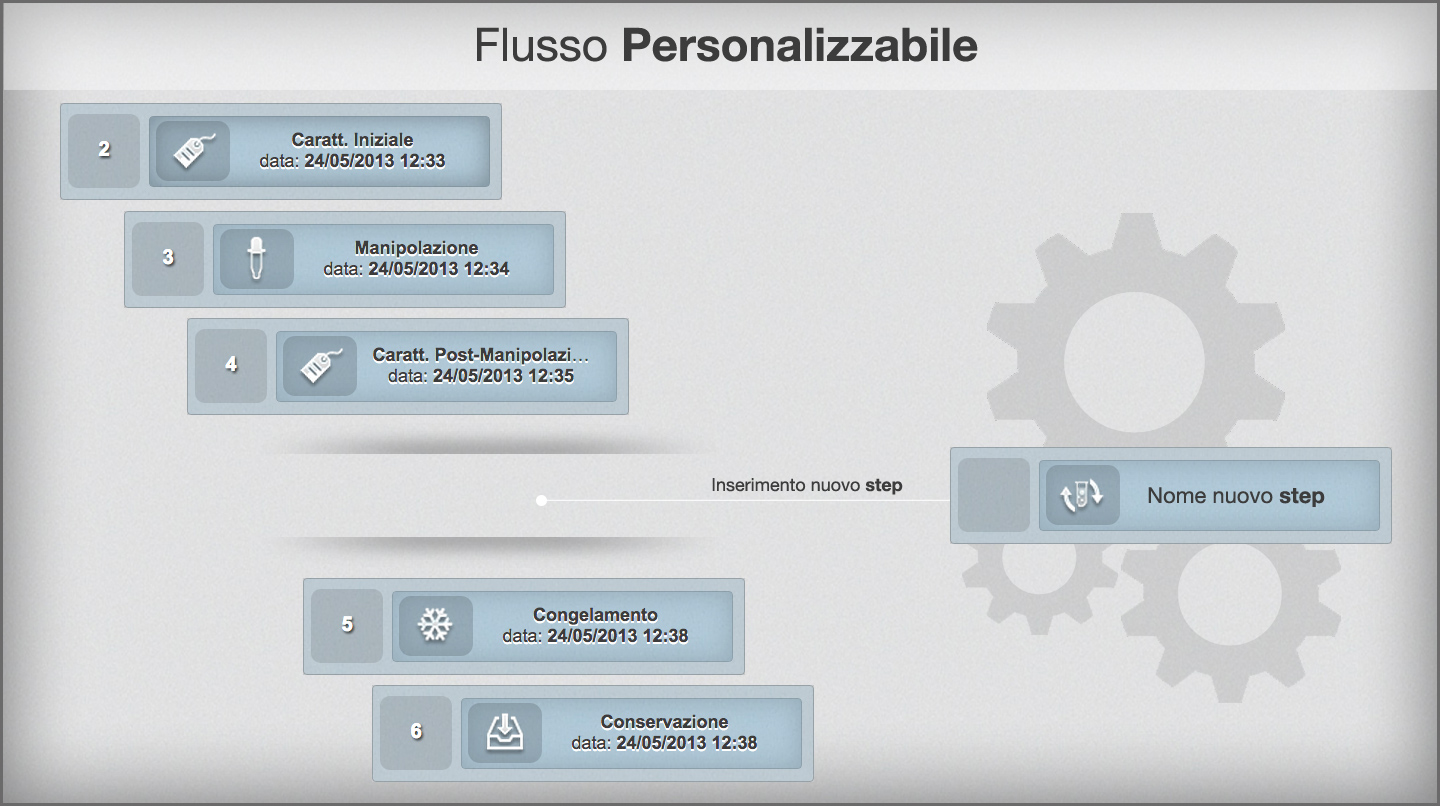 Flusso Personalizzabile
2
Caratt. Iniziale
data: 24/05/2013 12:33
3
Manipolazione
data: 24/05/2013 12:34
4
Caratt. Post-Manipolazi...
data: 24/05/2013 12:35
Inserimento nuovo step
Nome nuovo step
5
Congelamento
data: 24/05/2013 12:38
6
Conservazione
data: 24/05/2013 12:38